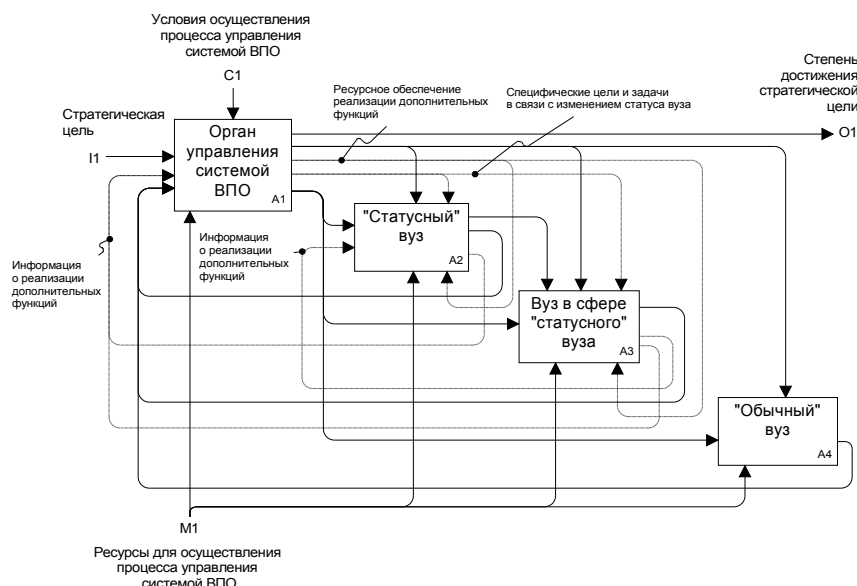 Условия осуществления
процесса управления
системой ВПО
C1
Степень
достижения
стратегической
цели
O1
Ресурсное обеспечение
реализации дополнительных
функций
Специфические цели и задачи
в связи с изменением статуса вуза
Стратегическая
цель
I1
Орган
управления
системой
ВПО
A1
"Статусный"
вуз
A2
Информация
о реализации
дополнительных
функций
Информация
о реализации
дополнительных
функций
Вуз в сфере
"статусного"
вуза
A3
"Обычный"
вуз
A4
M1
Ресурсы для осуществления
процесса управления
системой ВПО